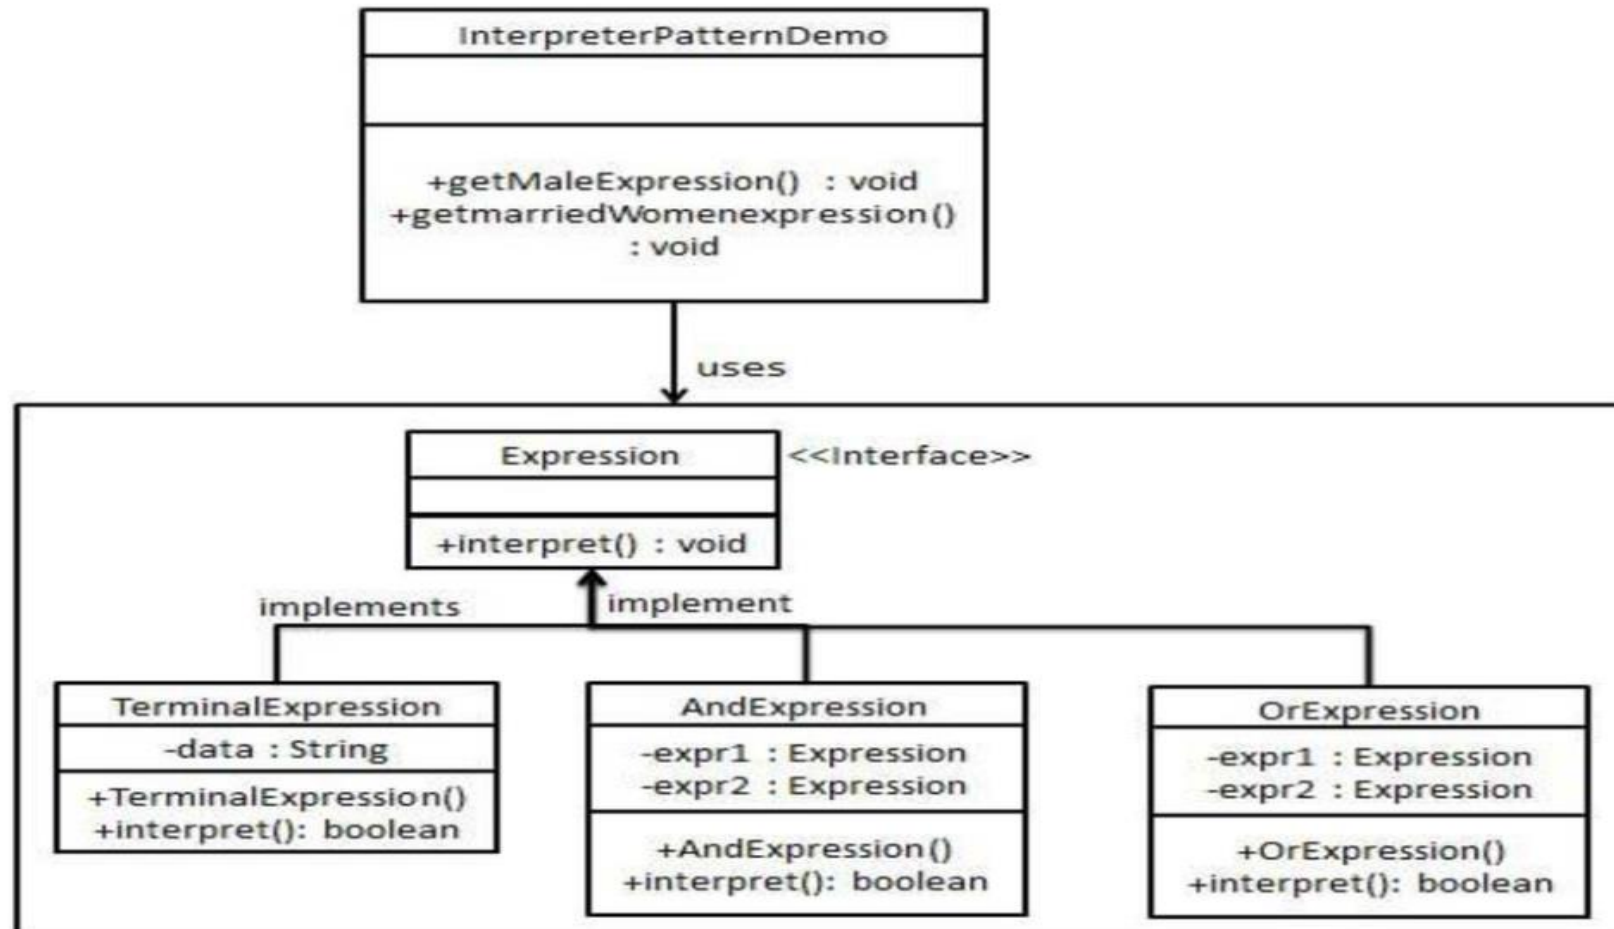 InterpreterPatternDemo
+getMaleExpression() : void
+getmarriedWomenexpression()
: void
uses
Expression
<<Interface>>
+interpret() : void
implements
implement
TerminalExpression
-data : String
+TerminalExpression()
+interpret(): boolean
AndExpression
-expr1 : Expression
-expr2 : Expression
+AndExpression()
+interpret(): boolean
OrExpression
-expr1 : Expression
-expr2 : Expression
+OrExpression()
+interpret(): boolean